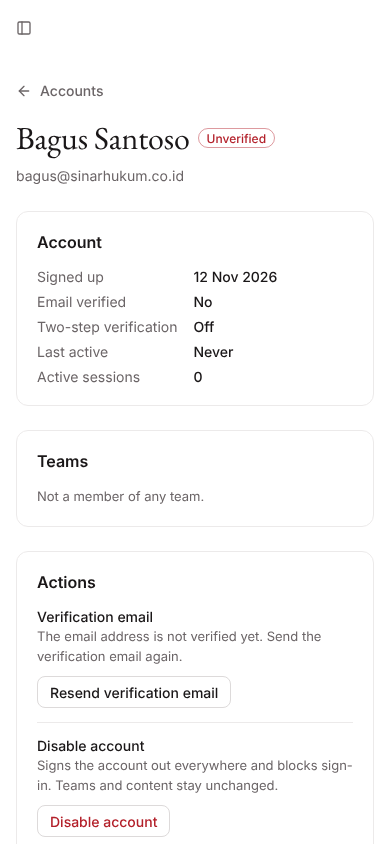 Accounts
Bagus Santoso Unverified
bagus@sinarhukum.co.id
Account
Signed up 12 Nov 2026
Email verified No
Two-step verification Off
Last active Never
Active sessions 0
Teams
Not a member of any team.
Actions
Verification email
The email address is not verified yet. Send the
verification email again.
Resend verification email
Disable account
Signs the account out everywhere and blocks sign-
in. Teams and content stay unchanged.
Disable account